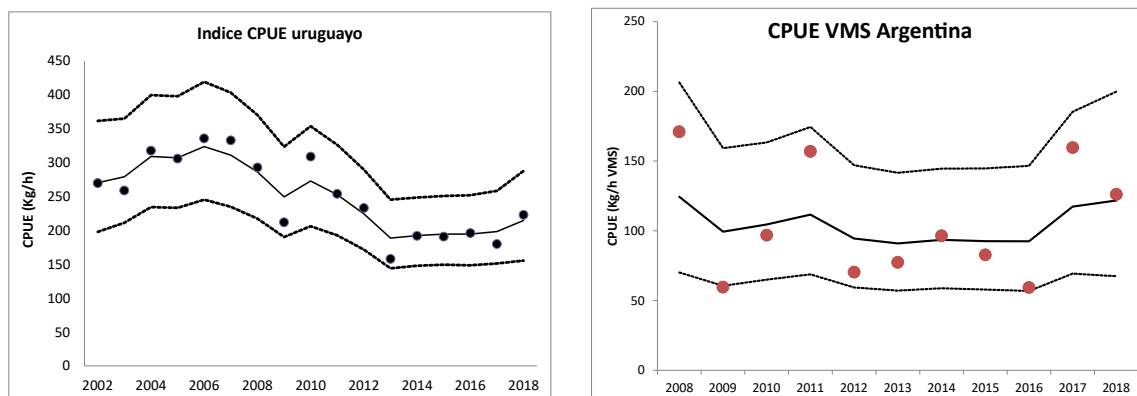 Indice CPUE uruguayo
CPUE (Kg/h)
450
400
350
300
250
200
150
100
50
0
2002 2004 2006 2008 2010 2012 2014 2016 2018
CPUE VMS Argentina
CPUE (Kg/h VMS)
250
200
150
100
50
0
2008 2009 2010 2011 2012 2013 2014 2015 2016 2017 2018